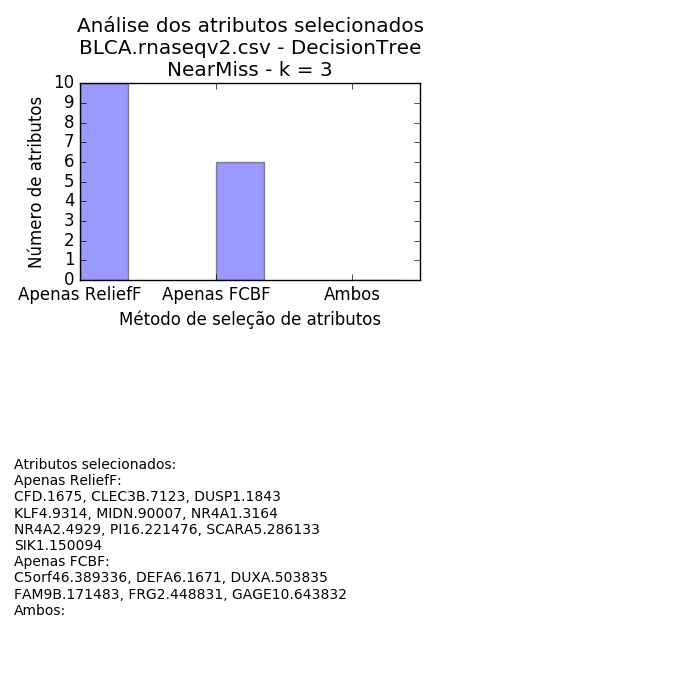 Análise dos atributos selecionados
BLCA.rnaseqv2.csv - DecisionTree
NearMiss - k = 3
10
9
8
7
6
5
4
3
2
1
0
Número de atributos
Apenas ReliefF Apenas FCBF Ambos
Método de seleção de atributos
Atributos selecionados:
Apenas ReliefF:
CFD.1675, CLEC3B.7123, DUSP1.1843
KLF4.9314, MIDN.90007, NR4A1.3164
NR4A2.4929, PI16.221476, SCARA5.286133
SIK1.150094
Apenas FCBF:
C5orf46.389336, DEFA6.1671, DUXA.503835
FAM9B.171483, FRG2.448831, GAGE10.643832
Ambos: